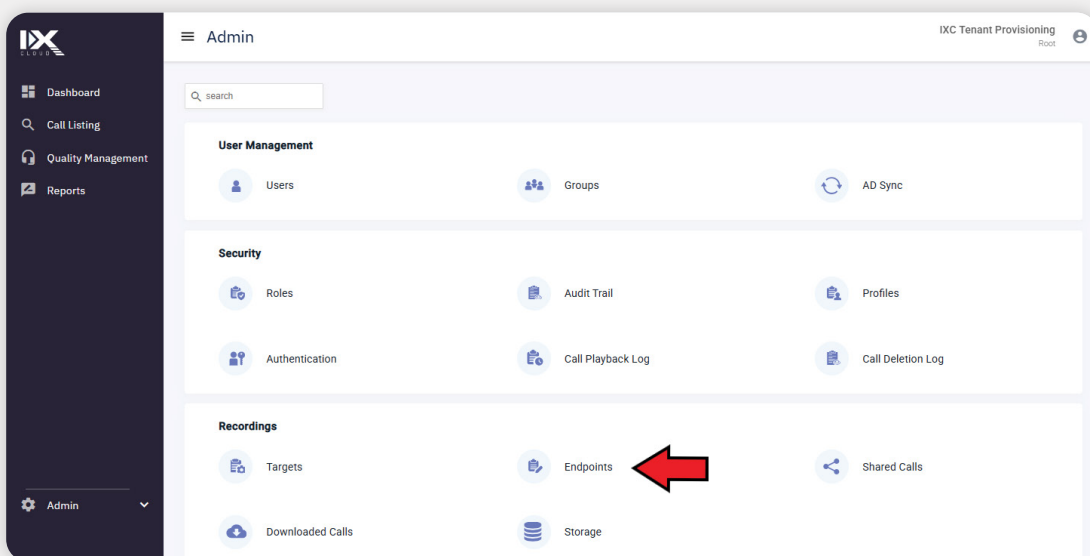 IXC
CLOUD
Admin
IXC Tenant Provisioning
Root
Dashboard
Call Listing
Quality Management
Reports
Admin
search
User Management
Users
Groups
AD Sync
Security
Roles
Audit Trail
Profiles
Authentication
Call Playback Log
Call Deletion Log
Recordings
Targets
Endpoints
Shared Calls
Downloaded Calls
Storage